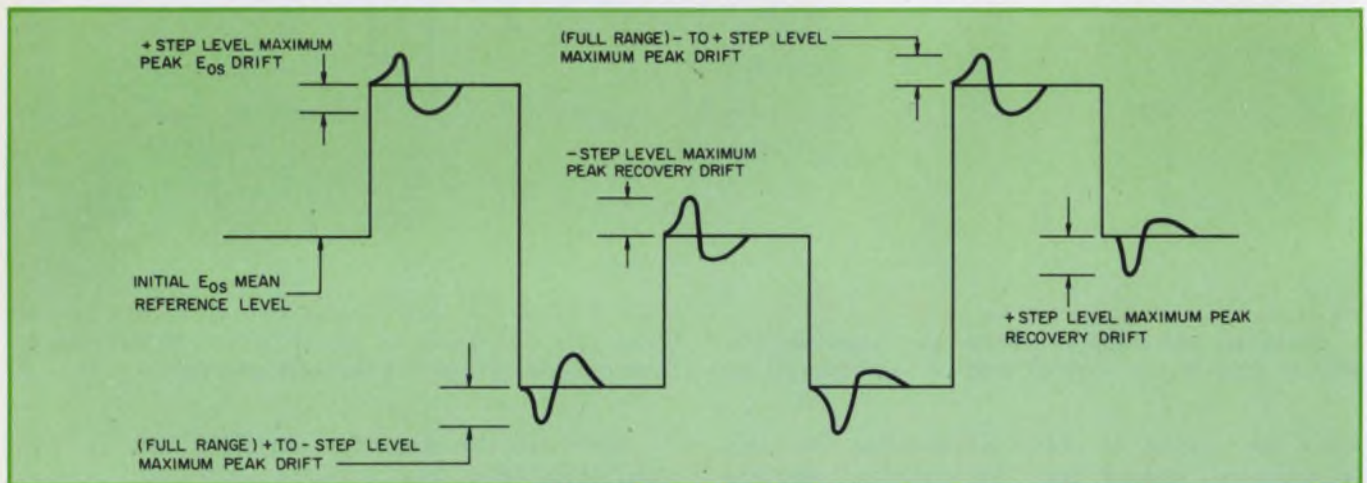 + STEP LEVEL MAXIMUM
PEAK EOS DRIFT
(FULL RANGE) – TO + STEP LEVEL
MAXIMUM PEAK DRIFT
– STEP LEVEL MAXIMUM
PEAK RECOVERY DRIFT
INITIAL EOS MEAN
REFERENCE LEVEL
+ STEP LEVEL MAXIMUM PEAK
RECOVERY DRIFT
(FULL RANGE) + TO – STEP LEVEL
MAXIMUM PEAK DRIFT